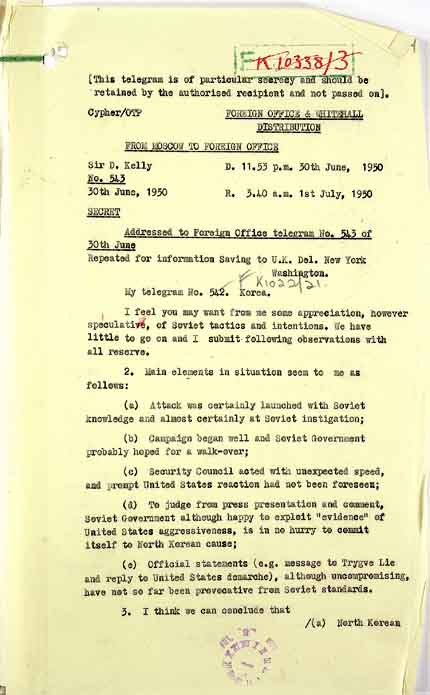 K10338/3
[This telegram is of particular secrecy and should be
retained by the authorised recipient and not passed on].
Cypher/OTP
FOREIGN OFFICE & WHITEHALL
DISTRIBUTION
FROM MOSCOW TO FOREIGN OFFICE
Sir D. Kelly
No. 543
30th June, 1950
D. 11.53 p.m. 30th June, 1950
R. 3.40 a.m. 1st July, 1950
SECRET
Addressed to Foreign Office telegram No. 543 of
30th June
Repeated for information Saving to U.K. Del. New York
Washington.
FK1022/21.
My telegram No. 542. Korea.
I feel you may want from me some appreciation, however
speculative, of Soviet tactics and intentions. We have
little to go on and I submit following observations with
all reserve.
2. Main elements in situation seem to me as
follows:
(a) Attack was certainly launched with Soviet
knowledge and almost certainly at Soviet instigation;
(b) Campaign began well and Soviet Government
probably hoped for a walk-over;
(c) Security Council acted with unexpected speed,
and prompt United States reaction had not been foreseen;
(d) To judge from press presentation and comment,
Soviet Government although happy to exploit "evidence" of
United States aggressiveness, is in no hurry to commit
itself to North Korean cause;
(e) Official statements (e.g. message to Trygve Lie
and reply to United States demarche), although uncompromising,
have not so far been provocative from Soviet standards.
3. I think we can conclude that
/(a) North Korean